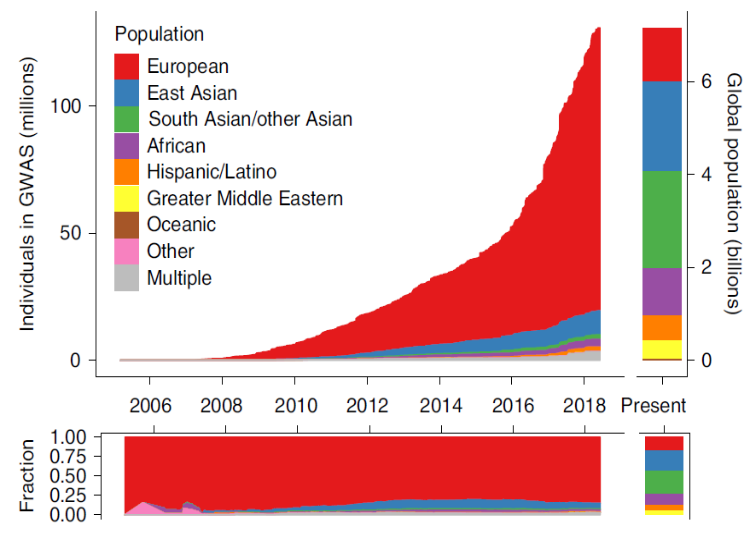 Population
European
East Asian
South Asian/other Asian
African
Hispanic/Latino
Greater Middle Eastern
Oceanic
Other
Multiple
Individuals in GWAS (millions)
100
50
0
Global population (billions)
6
4
2
0
2006 2008 2010 2012 2014 2016 2018 Present
Fraction
1.00
0.75
0.50
0.25
0.00